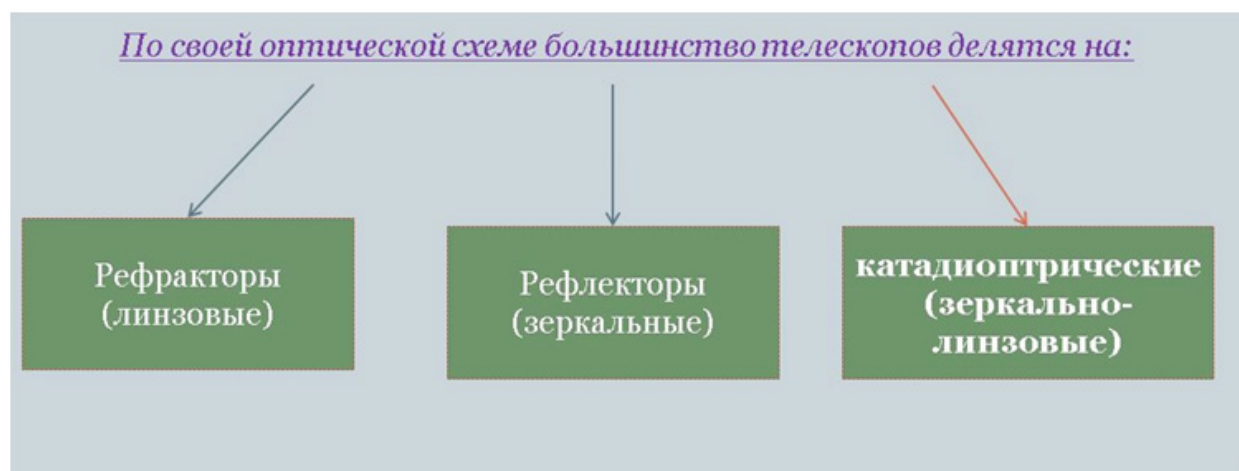 По своей оптической схеме большинство телескопов делятся на:
Рефракторы
(линзовые)
Рефлекторы
(зеркальные)
катадиоптрические
(зеркально-
линзовые)